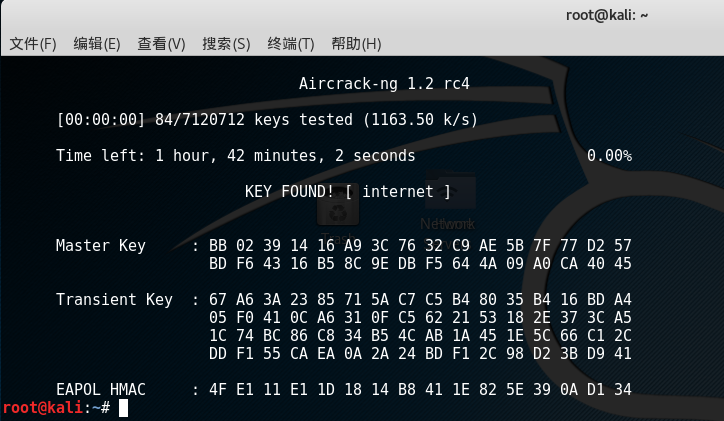 root@kali: ~
文件(F) 编辑(E) 查看(V) 搜索(S) 终端(T) 帮助(H)
Aircrack-ng 1.2 rc4
[00:00:00] 84/7120712 keys tested (1163.50 k/s)
Time left: 1 hour, 42 minutes, 2 seconds 0.00%
KEY FOUND! [ internet ]
Network
Trash
Master Key : BB 02 39 14 16 A9 3C 76 32 C9 AE 5B 7F 77 D2 57
BD F6 43 16 B5 8C 9E DB F5 64 4A 09 A0 CA 40 45
Transient Key : 67 A6 3A 23 85 71 5A C7 C5 B4 80 35 B4 16 BD A4
05 F0 41 0C A6 31 0F C5 62 21 53 18 2E 37 3C A5
1C 74 BC 86 C8 34 B5 4C AB 1A 45 1E 5C 66 C1 2C
DD F1 55 CA EA 0A 2A 24 BD F1 2C 98 D2 3B D9 41
EAPOL HMAC : 4F E1 11 E1 1D 18 14 B8 41 1E 82 5E 39 0A D1 34
root@kali:~#